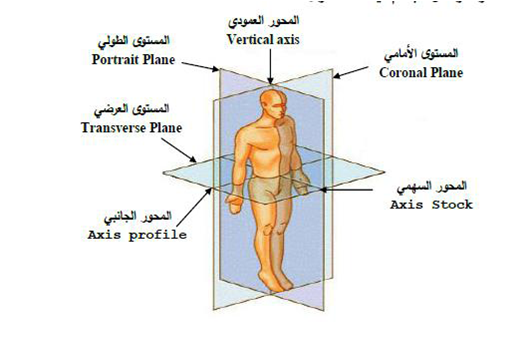 المحور العمودي
Vertical axis
المستوى الطولي
Portrait Plane
المستوى الأمامي
Coronal Plane
المستوى العرضي
Transverse Plane
المحور السهمي
Axis Stock
المحور الجانبي
Axis profile